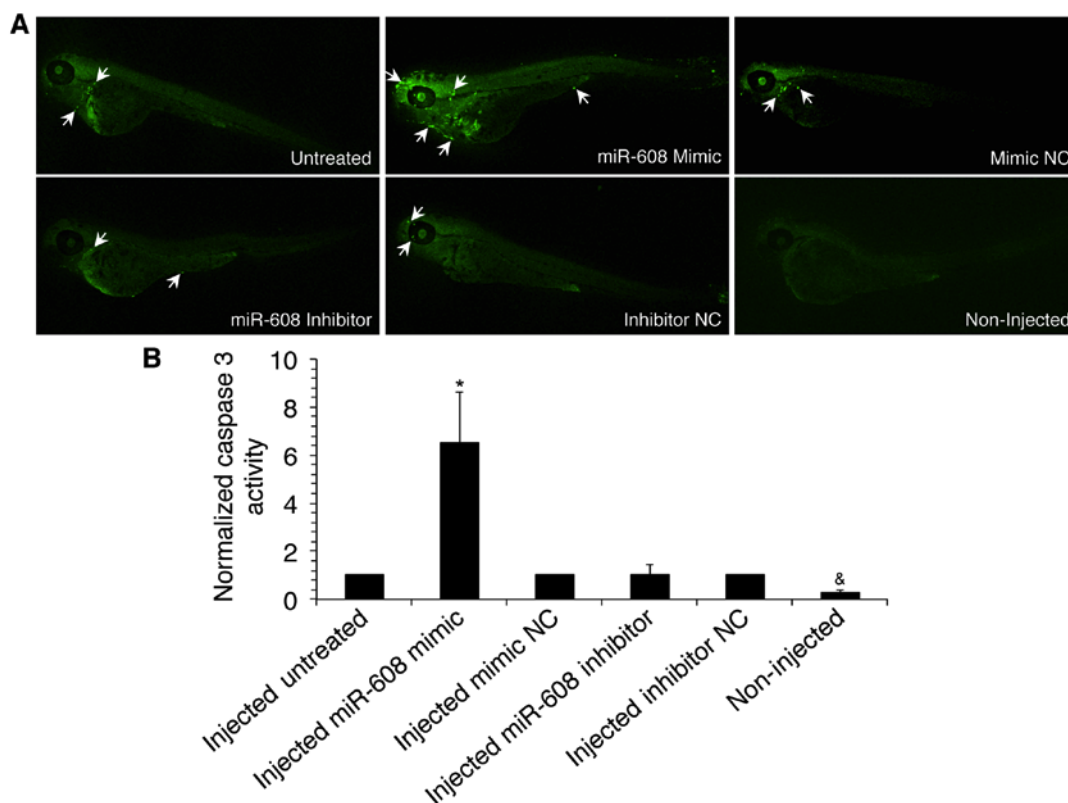 A
Untreated
miR-608 Mimic
Mimic NC
miR-608 Inhibitor
Inhibitor NC
Non-Injected
B
Normalized caspase 3
activity
10
8
6
4
2
0
*
&
Injected untreated
Injected miR-608 mimic
Injected mimic NC
Injected miR-608 inhibitor
Injected inhibitor NC
Non-injected